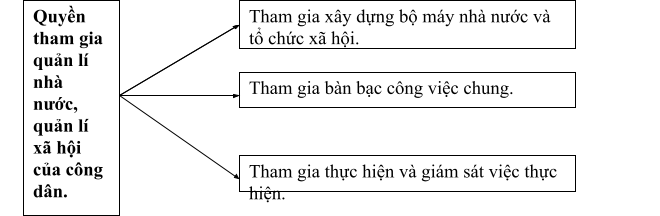 Quyền
tham gia
quản lí
nhà
nước,
quản lí
xã hội
của công
dân.
Tham gia xây dựng bộ máy nhà nước và
tổ chức xã hội.
Tham gia bàn bạc công việc chung.
Tham gia thực hiện và giám sát việc thực
hiện.